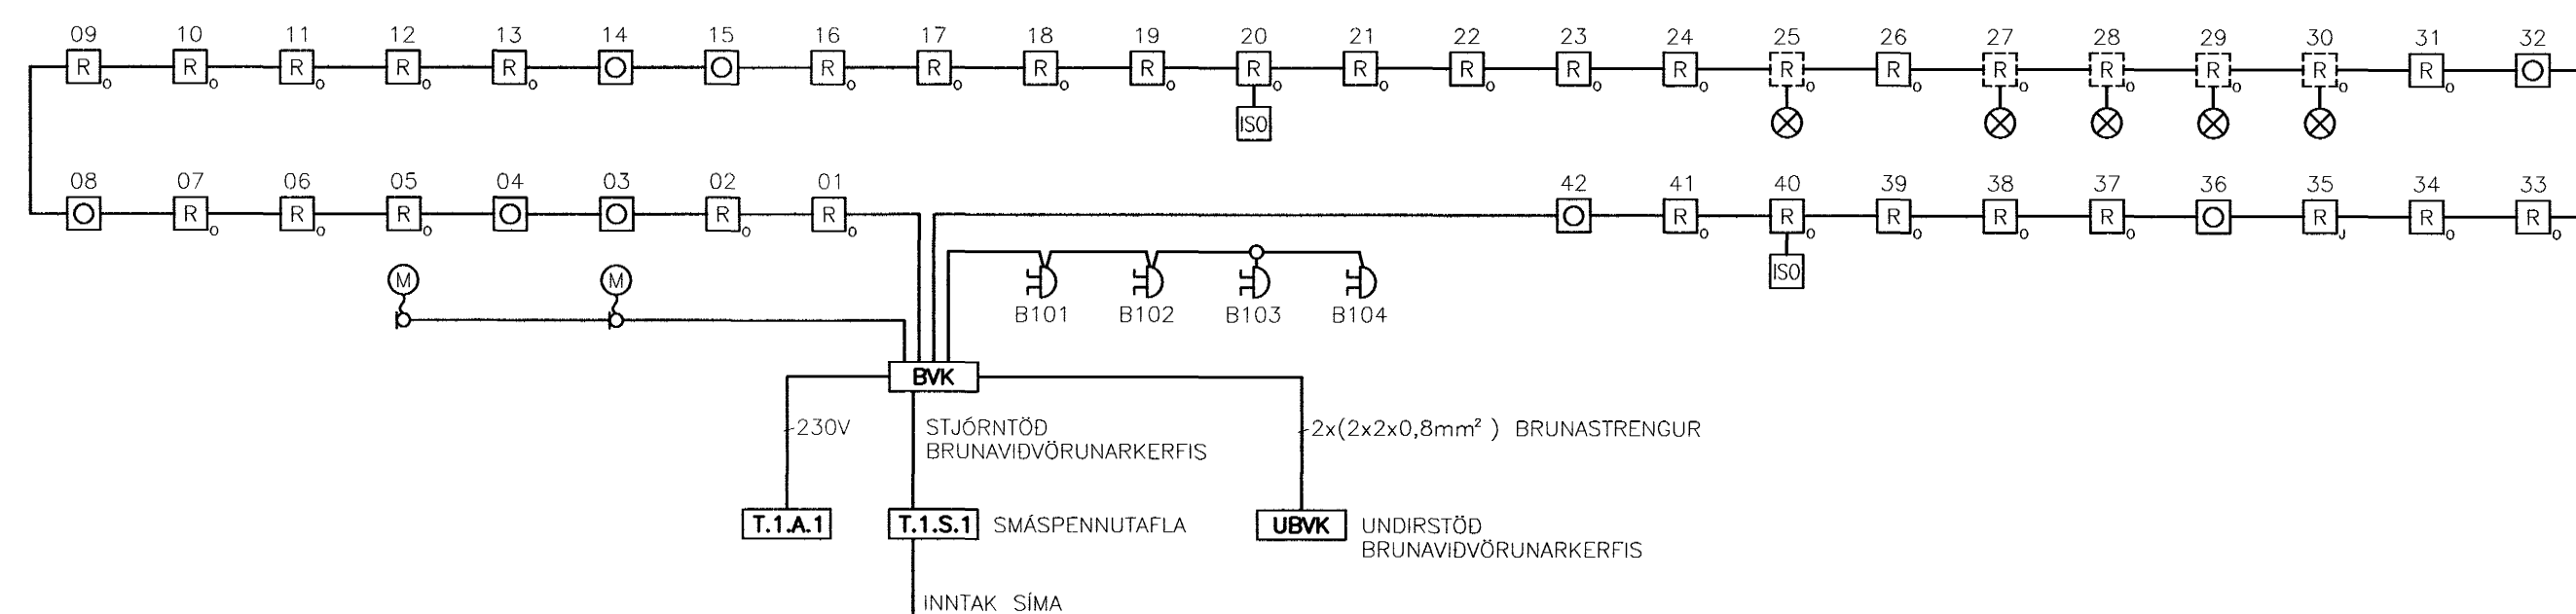 09 10 11 12 13 14 15 16 17 18 19 20 21 22 23 24 25 26 27 28 29 30 31 32
R o R o R o R o R o R o R o R o R o R o R o R o R o R o R o R o R o R o R o R o R o
ISO
08 07 06 05 04 03 02 01 42 41 40 39 38 37 36 35 34 33
R o R o R o R o R o R o R o R o R o R o 	R J R o R o
ISO
M M
B101 B102 B103 B104
BVK
230V
STJÓRNTÖÐ
BRUNAVIÐVÖRUNARKERFIS
2x(2x2x0,8mm² ) BRUNASTRENGUR
T.1.A.1
T.1.S.1 SMÁSPENNUTAFLA
UBVK UNDIRSTÖÐ
BRUNAVIÐVÖRUNARKERFIS
INNTAK SÍMA